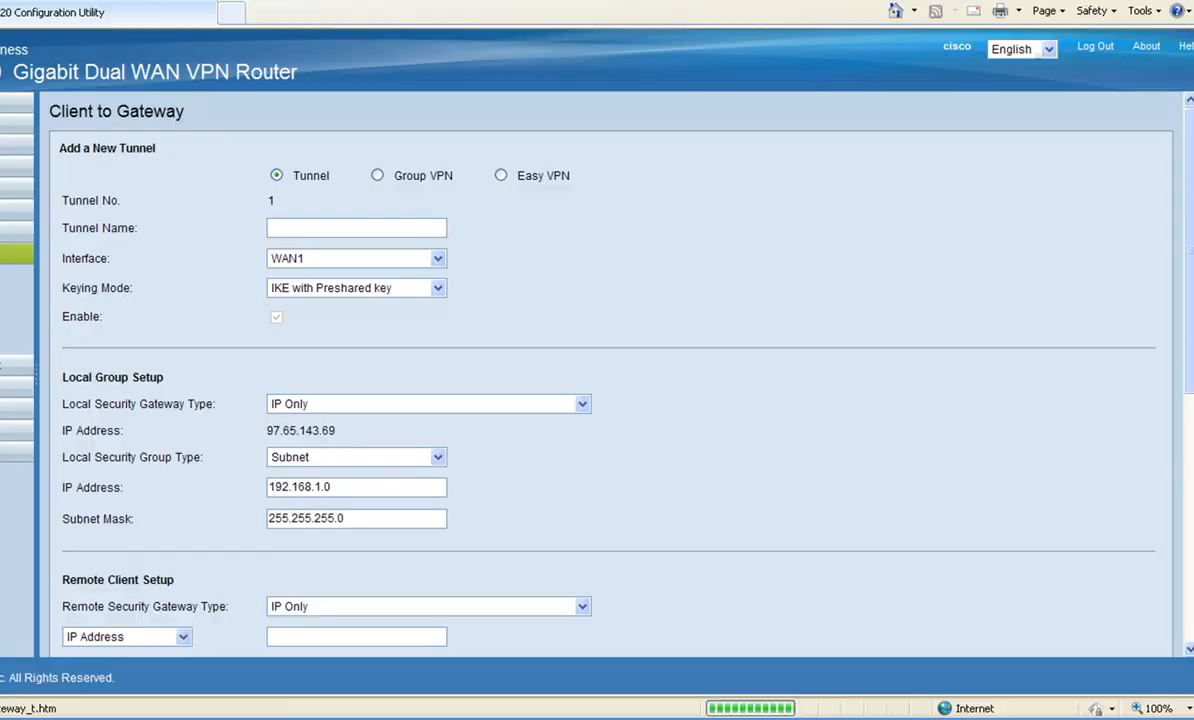 20 Configuration Utility
Page
Safety
Tools
ness
cisco
English
Log Out
About
Hel
Gigabit Dual WAN VPN Router
Client to Gateway
Add a New Tunnel
Tunnel Group VPN Easy VPN
Tunnel No. 1
Tunnel Name:
Interface: WAN1
Keying Mode: IKE with Preshared key
Enable:
Local Group Setup
Local Security Gateway Type: IP Only
IP Address: 97.65.143.69
Local Security Group Type: Subnet
IP Address: 192.168.1.0
Subnet Mask: 255.255.255.0
Remote Client Setup
Remote Security Gateway Type: IP Only
IP Address
c. All Rights Reserved.
eway_t.htm
Internet
100%